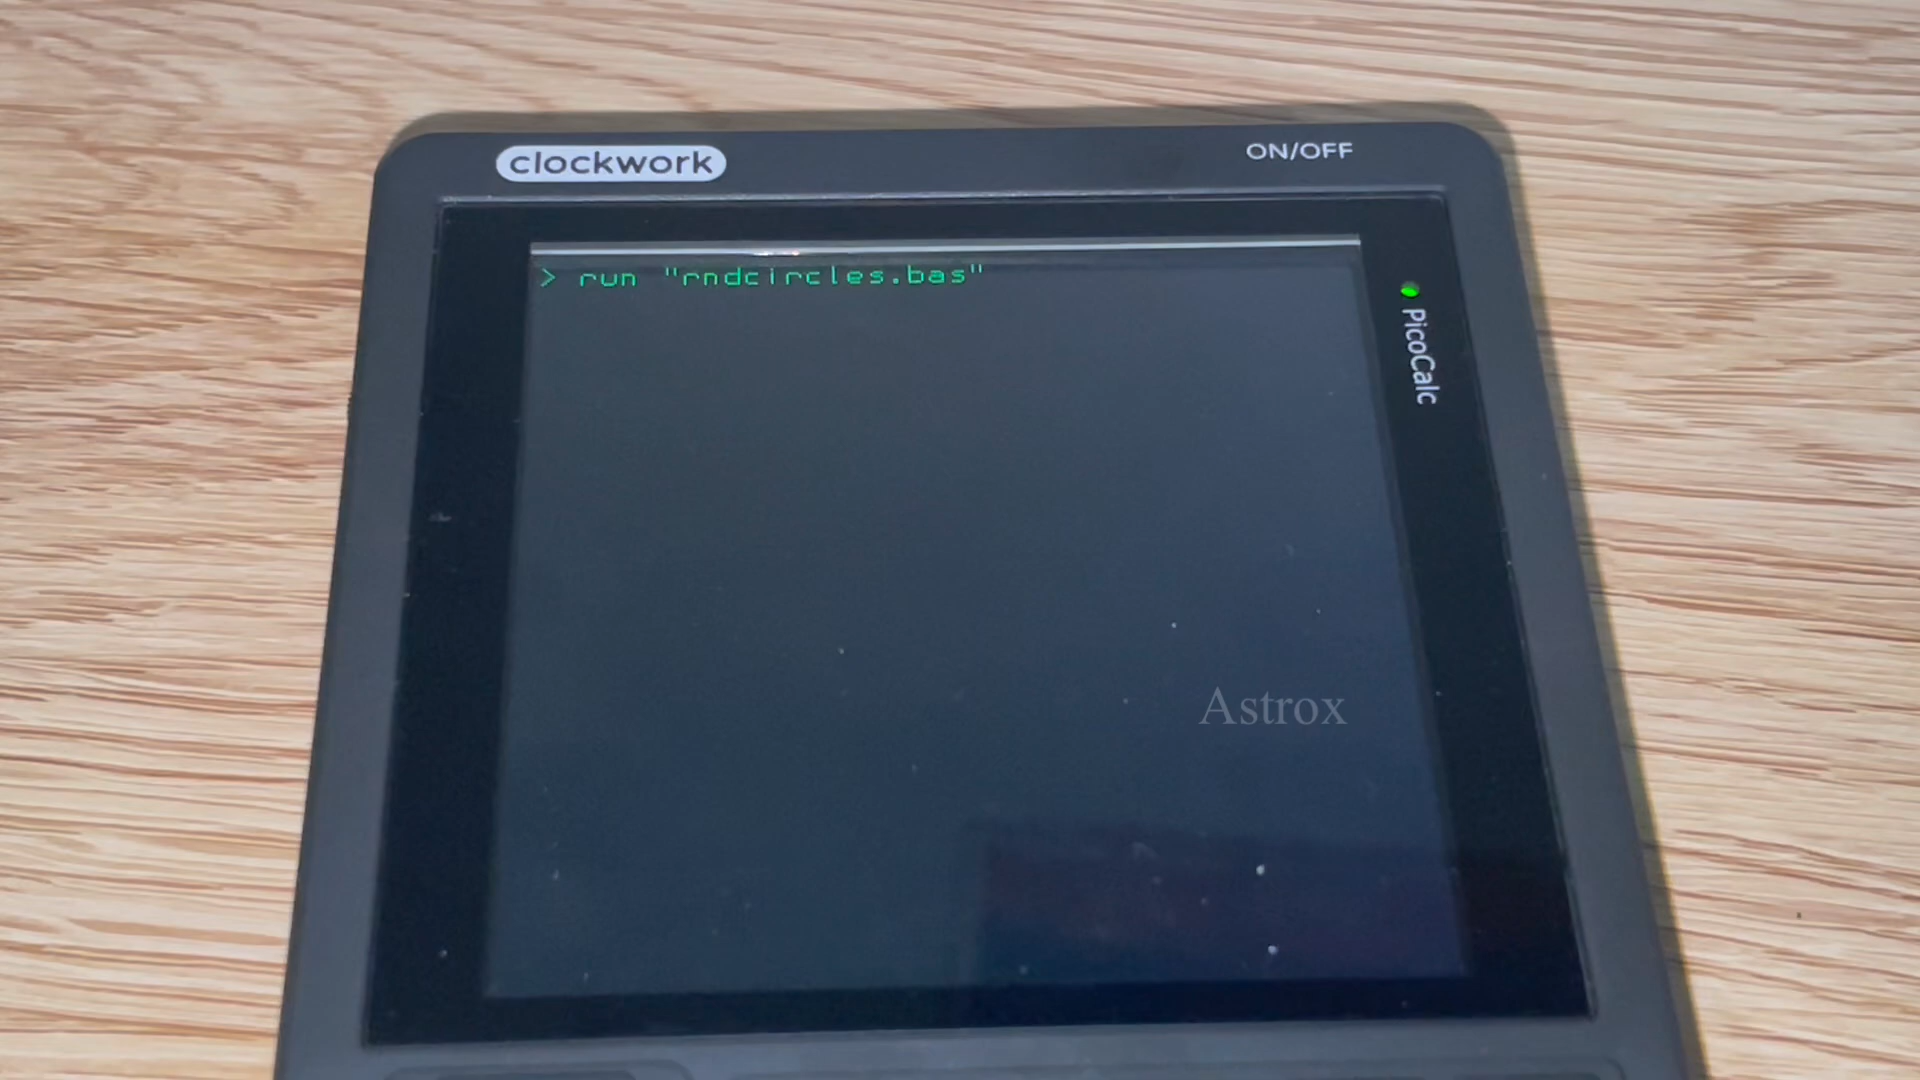 clockwork
ON/OFF
> run "rndcircles.bas"
PicoCalc
Astrox